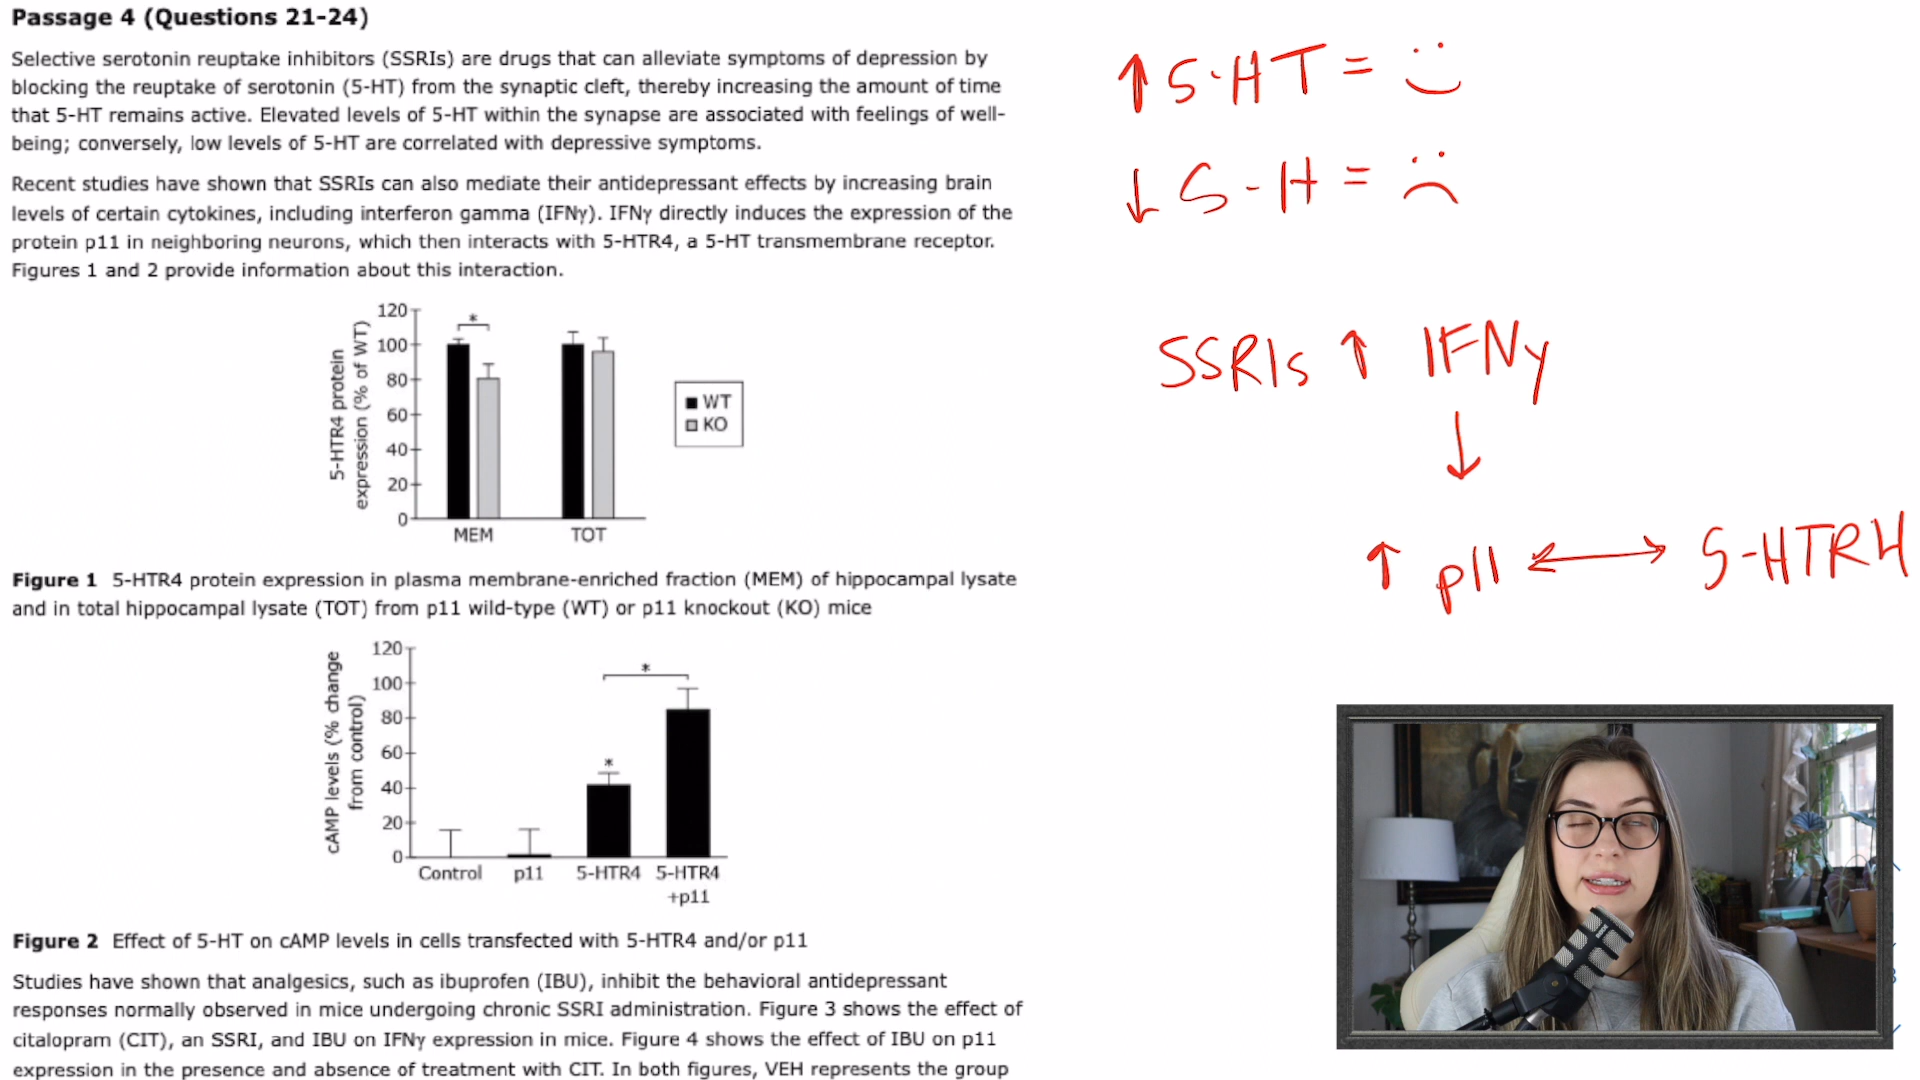 Passage 4 (Questions 21-24)
Selective serotonin reuptake inhibitors (SSRIs) are drugs that can alleviate symptoms of depression by
blocking the reuptake of serotonin (5-HT) from the synaptic cleft, thereby increasing the amount of time
that 5-HT remains active. Elevated levels of 5-HT within the synapse are associated with feelings of well-
being; conversely, low levels of 5-HT are correlated with depressive symptoms.
Recent studies have shown that SSRIs can also mediate their antidepressant effects by increasing brain
levels of certain cytokines, including interferon gamma (IFNγ). IFNγ directly induces the expression of the
protein p11 in neighboring neurons, which then interacts with 5-HTR4, a 5-HT transmembrane receptor.
Figures 1 and 2 provide information about this interaction.
5-HTR4 protein
expression (% of WT)
120
100
80
60
40
20
0
*
MEM
TOT
WT
KO
Figure 1 5-HTR4 protein expression in plasma membrane-enriched fraction (MEM) of hippocampal lysate
and in total hippocampal lysate (TOT) from p11 wild-type (WT) or p11 knockout (KO) mice
cAMP levels (% change
from control)
120
100
80
60
40
20
0
*
*
Control
p11
5-HTR4
5-HTR4
+p11
Figure 2 Effect of 5-HT on cAMP levels in cells transfected with 5-HTR4 and/or p11
Studies have shown that analgesics, such as ibuprofen (IBU), inhibit the behavioral antidepressant
responses normally observed in mice undergoing chronic SSRI administration. Figure 3 shows the effect of
citalopram (CIT), an SSRI, and IBU on IFNγ expression in mice. Figure 4 shows the effect of IBU on p11
expression in the presence and absence of treatment with CIT. In both figures, VEH represents the group
↑ 5-HT = :)
↓ 5-H = :(
SSRIs ↑ IFNγ
↓
↑ p11 ↔ 5-HTR4